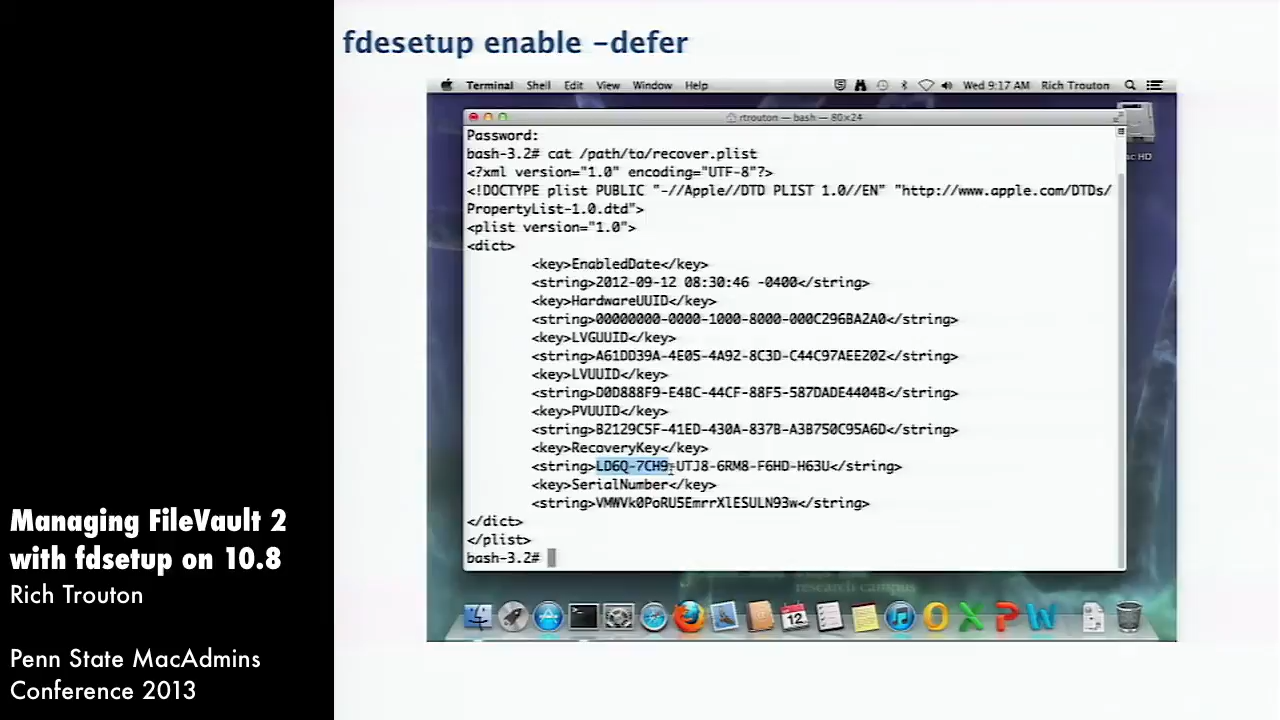 fdesetup enable -defer
Terminal Shell Edit View Window Help Wed 9:17 AM Rich Trouton
rtrouton — bash — 80×24
Password:
bash-3.2# cat /path/to/recover.plist
<?xml version="1.0" encoding="UTF-8"?>
<!DOCTYPE plist PUBLIC "-//Apple//DTD PLIST 1.0//EN" "http://www.apple.com/DTDs/
PropertyList-1.0.dtd">
<plist version="1.0">
<dict>
<key>EnabledDate</key>
<string>2012-09-12 08:30:46 -0400</string>
<key>HardwareUUID</key>
<string>00000000-0000-1000-8000-000C296BA2A0</string>
<key>LVGUUID</key>
<string>A61DD39A-4E05-4A92-8C3D-C44C97AEE202</string>
<key>LVUUID</key>
<string>D0D888F9-E4BC-44CF-88F5-587DADE4404B</string>
<key>PVUUID</key>
<string>B2129C5F-41ED-430A-837B-A3B750C95A6D</string>
<key>RecoveryKey</key>
<string>LD6Q-7CH9-UTJ8-6RM8-F6HD-H63U</string>
<key>SerialNumber</key>
<string>VMWVk0PoRU5EmrrXlESULN93w</string>
</dict>
</plist>
bash-3.2#
HD
research campus
12
Managing FileVault 2
with fdsetup on 10.8
Rich Trouton
Penn State MacAdmins
Conference 2013